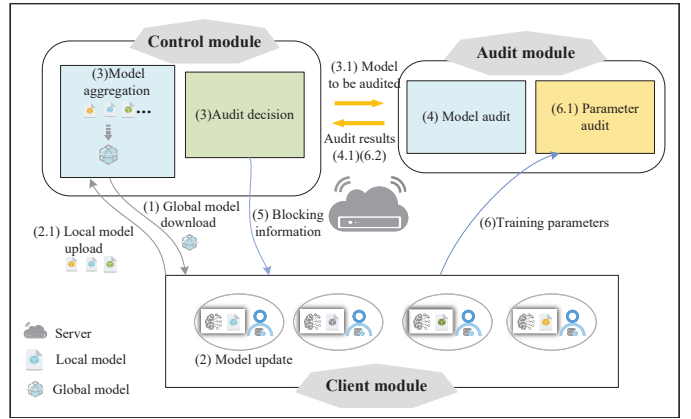 Control module
Audit module
(3)Model
aggregation
...
(3)Audit decision
(3.1) Model
to be audited
Audit results
(4.1)(6.2)
(4) Model audit
(6.1) Parameter
audit
(1) Global model
download
(2.1) Local model
upload
(5) Blocking
information
(6)Training parameters
(2) Model update
Server
Local model
Global model
Client module